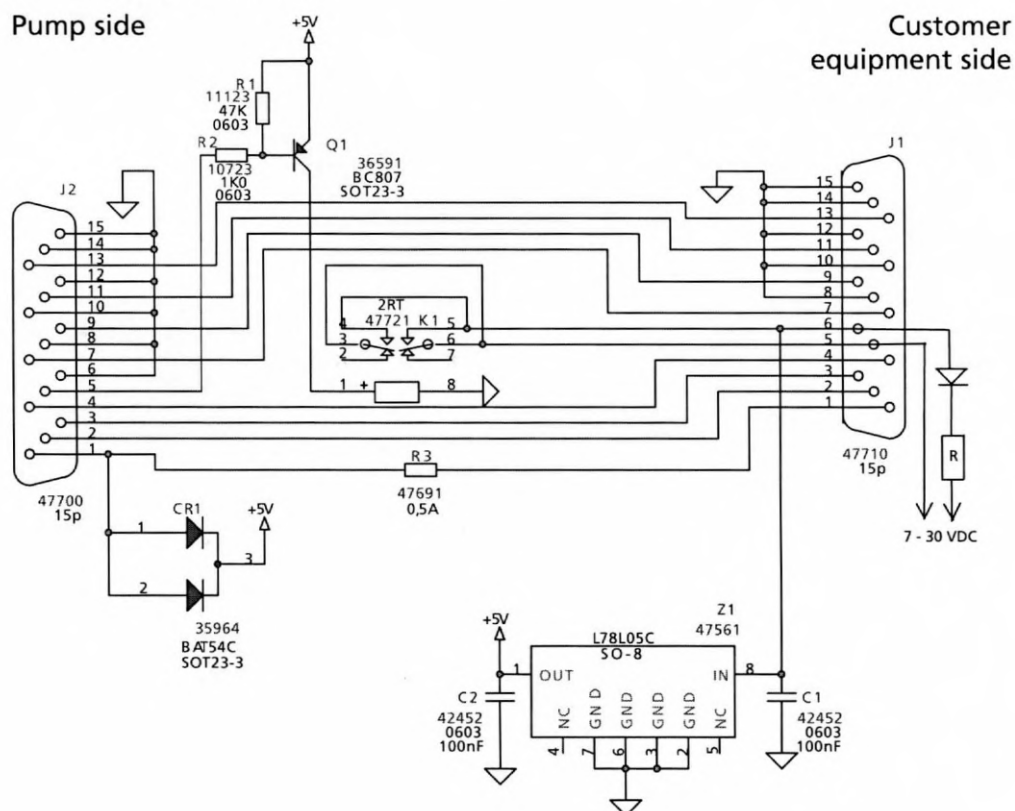 Pump side
Customer
equipment side
+5V
R1
11123
47K
0603
R2
10723
1K0
0603
Q1
36591
BC807
SOT23-3
J2
15
14
13
12
11
10
9
8
7
6
5
4
3
2
1
47700
15p
J1
15
14
13
12
11
10
9
8
7
6
5
4
3
2
1
47710
15p
2RT
47721 K1
4
3
2
5
6
7
1 +
8
R3
47691
0,5A
R
7 - 30 VDC
CR1
+5V
1
2
3
35964
BAT54C
SOT23-3
Z1
47561
+5V
L78L05C
SO-8
1
OUT
IN
8
NC
GND
GND
GND
GND
NC
4
7
6
3
2
5
C2
42452
0603
100nF
C1
42452
0603
100nF